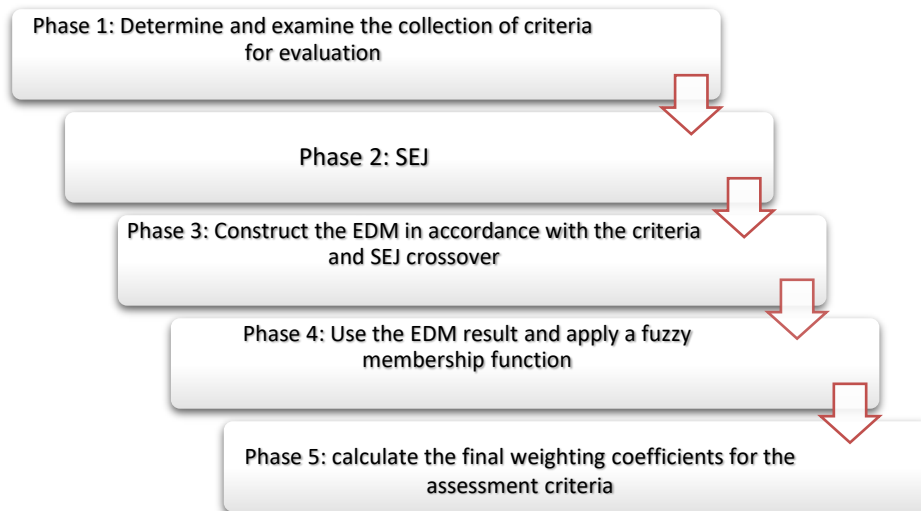 Phase 1: Determine and examine the collection of criteria
for evaluation
Phase 2: SEJ
Phase 3: Construct the EDM in accordance with the criteria
and SEJ crossover
Phase 4: Use the EDM result and apply a fuzzy
membership function
Phase 5: calculate the final weighting coefficients for the
assessment criteria